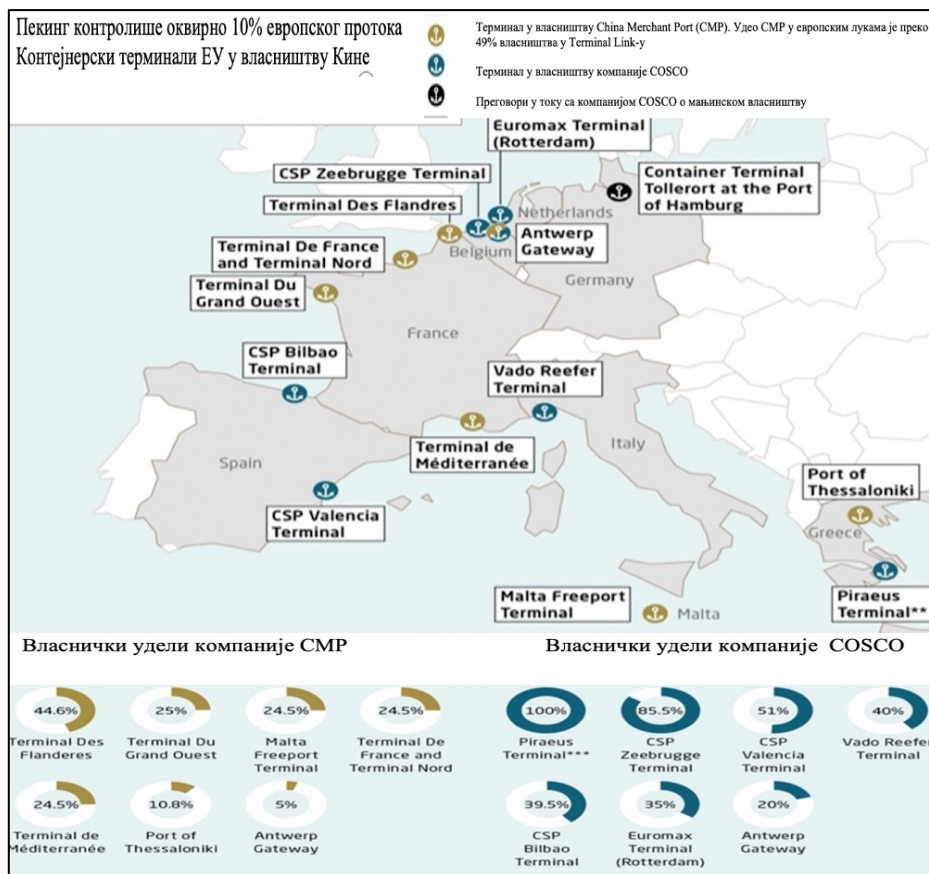 Пекинг контролише оквирно 10% европског протока
Контејнерски терминали ЕУ у власништву Кине
Терминал у власништву China Merchant Port (CMP). Удео CMP у европским лукама је преко
49% власништва у Terminal Link-у
Терминал у власништву компаније COSCO
Преговори у току са компанијом COSCO о мањинском власништву
Euromax Terminal
(Rotterdam)
CSP Zeebrugge Terminal
Container Terminal
Tollerort at the Port
of Hamburg
Terminal Des Flandres
Netherlands
Antwerp
Gateway
Belgium
Terminal De France
and Terminal Nord
Germany
Terminal Du
Grand Ouest
France
CSP Bilbao
Terminal
Vado Reefer
Terminal
Terminal de
Méditerranée
Italy
Spain
Port of
Thessaloniki
CSP Valencia
Terminal
Greece
Malta Freeport
Terminal
Malta
Piraeus
Terminal**
Власнички удели компаније CMP
Власнички удели компаније COSCO
44.6%
Terminal Des
Flanderes
25%
Terminal Du
Grand Ouest
24.5%
Malta
Freeport
Terminal
24.5%
Terminal De
France and
Terminal Nord
100%
Piraeus
Terminal***
85.5%
CSP
Zeebrugge
Terminal
51%
CSP
Valencia
Terminal
40%
Vado Reefer
Terminal
24.5%
Terminal de
Méditerranée
10.8%
Port of
Thessaloniki
5%
Antwerp
Gateway
39.5%
CSP
Bilbao
Terminal
35%
Euromax
Terminal
(Rotterdam)
20%
Antwerp
Gateway